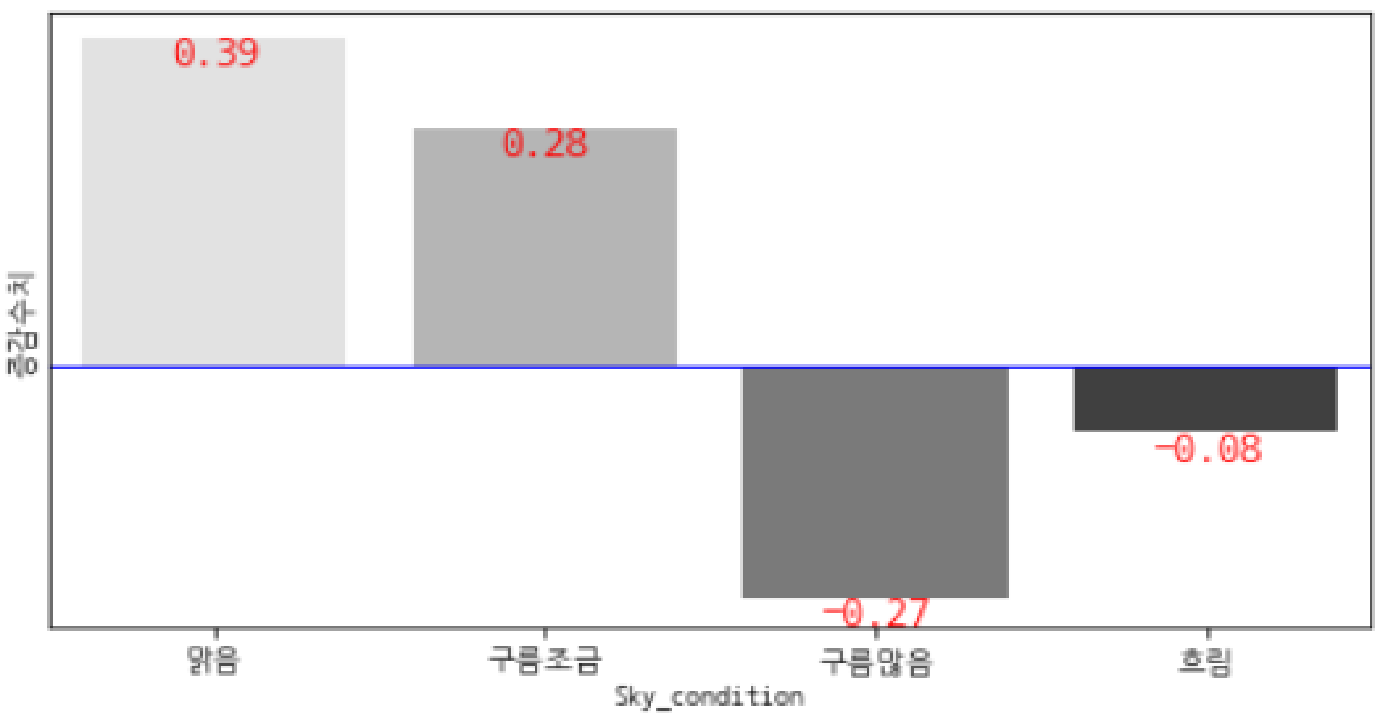 0.39
0.28
증감수치
-0.08
-0.27
맑음 구름조금 구름많음 흐림
Sky_condition